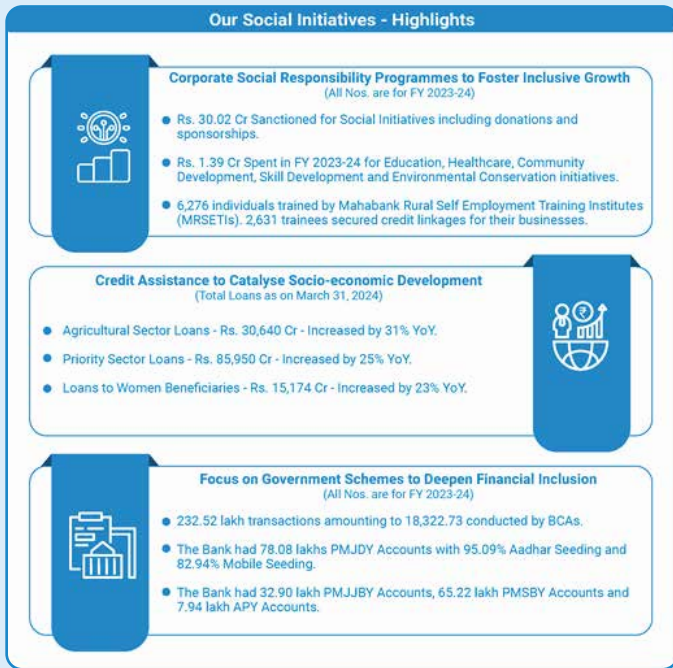 Our Social Initiatives - Highlights
Corporate Social Responsibility Programmes to Foster Inclusive Growth
(All Nos. are for FY 2023-24)
Rs. 30.02 Cr Sanctioned for Social Initiatives including donations and
sponsorships.
Rs. 1.39 Cr Spent in FY 2023-24 for Education, Healthcare, Community
Development, Skill Development and Environmental Conservation initiatives.
6,276 individuals trained by Mahabank Rural Self Employment Training Institutes
(MRSETIs). 2,631 trainees secured credit linkages for their businesses.
Credit Assistance to Catalyse Socio-economic Development
(Total Loans as on March 31, 2024)
Agricultural Sector Loans - Rs. 30,640 Cr - Increased by 31% YoY.
Priority Sector Loans - Rs. 85,950 Cr - Increased by 25% YoY.
Loans to Women Beneficiaries - Rs. 15,174 Cr - Increased by 23% YoY.
₹
Focus on Government Schemes to Deepen Financial Inclusion
(All Nos. are for FY 2023-24)
232.52 lakh transactions amounting to 18,322.73 conducted by BCAs.
The Bank had 78.08 lakhs PMJDY Accounts with 95.09% Aadhar Seeding and
82.94% Mobile Seeding.
The Bank had 32.90 lakh PMJJBY Accounts, 65.22 lakh PMSBY Accounts and
7.94 lakh APY Accounts.